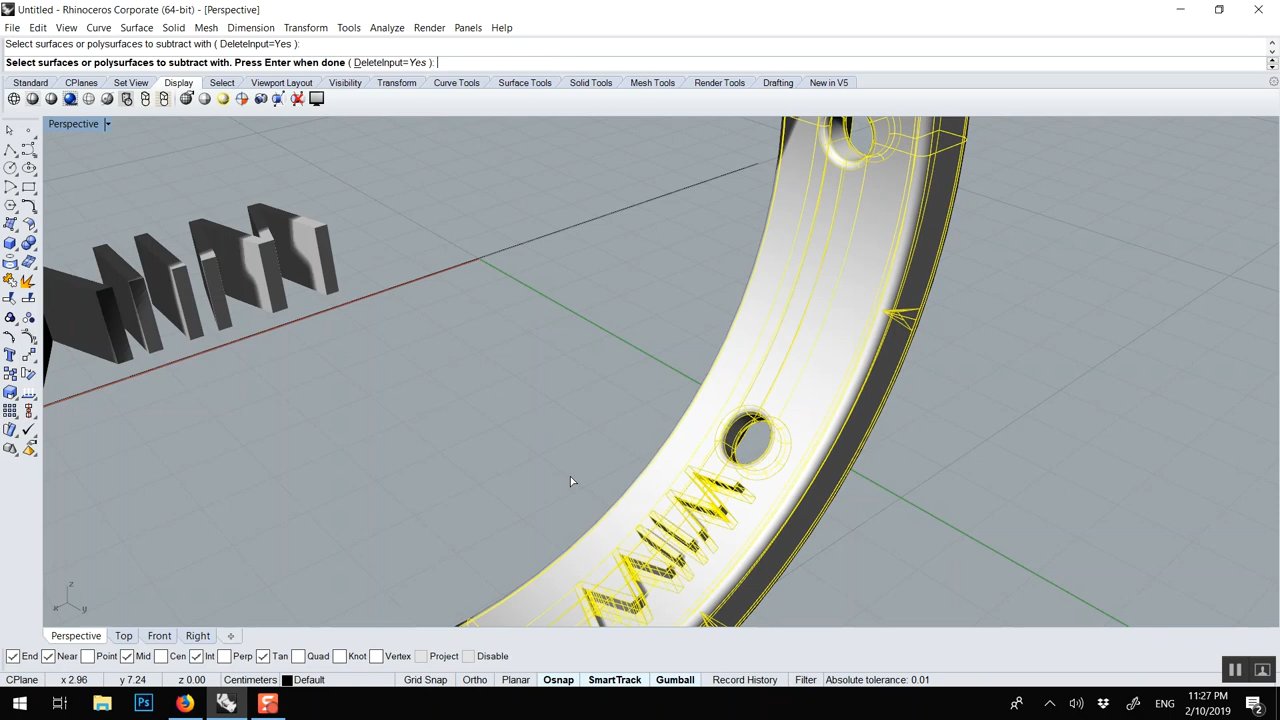 Untitled - Rhinoceros Corporate (64-bit) - [Perspective]
File Edit View Curve Surface Solid Mesh Dimension Transform Tools Analyze Render Panels Help
Select surfaces or polysurfaces to subtract with ( DeleteInput=Yes ):
Select surfaces or polysurfaces to subtract with. Press Enter when done ( DeleteInput=Yes ):
Standard CPlanes Set View Display Select Viewport Layout Visibility Transform Curve Tools Surface Tools Solid Tools Mesh Tools Render Tools Drafting New in V5
Perspective
z
x y
Perspective Top Front Right
End Near Point Mid Cen Int Perp Tan Quad Knot Vertex Project Disable
CPlane x 2.96 y 7.24 z 0.00 Centimeters Default Grid Snap Ortho Planar Osnap SmartTrack Gumball Record History Filter Absolute tolerance: 0.01
Ps ENG 11:27 PM
2/10/2019 2